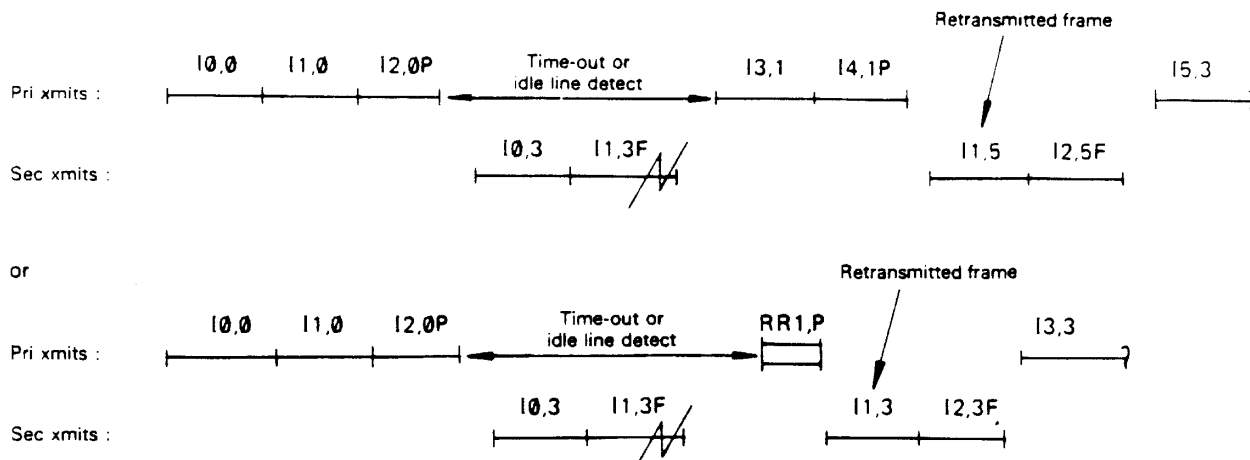 Retransmitted frame
I0,0 I1,0 I2,0P Time-out or I3,1 I4,1P I5,3
idle line detect
Pri xmits :
I0,3 I1,3F I1,5 I2,5F
Sec xmits :
or
Retransmitted frame
I0,0 I1,0 I2,0P Time-out or RR1,P I3,3
idle line detect
Pri xmits :
I0,3 I1,3F I1,3 I2,3F
Sec xmits :